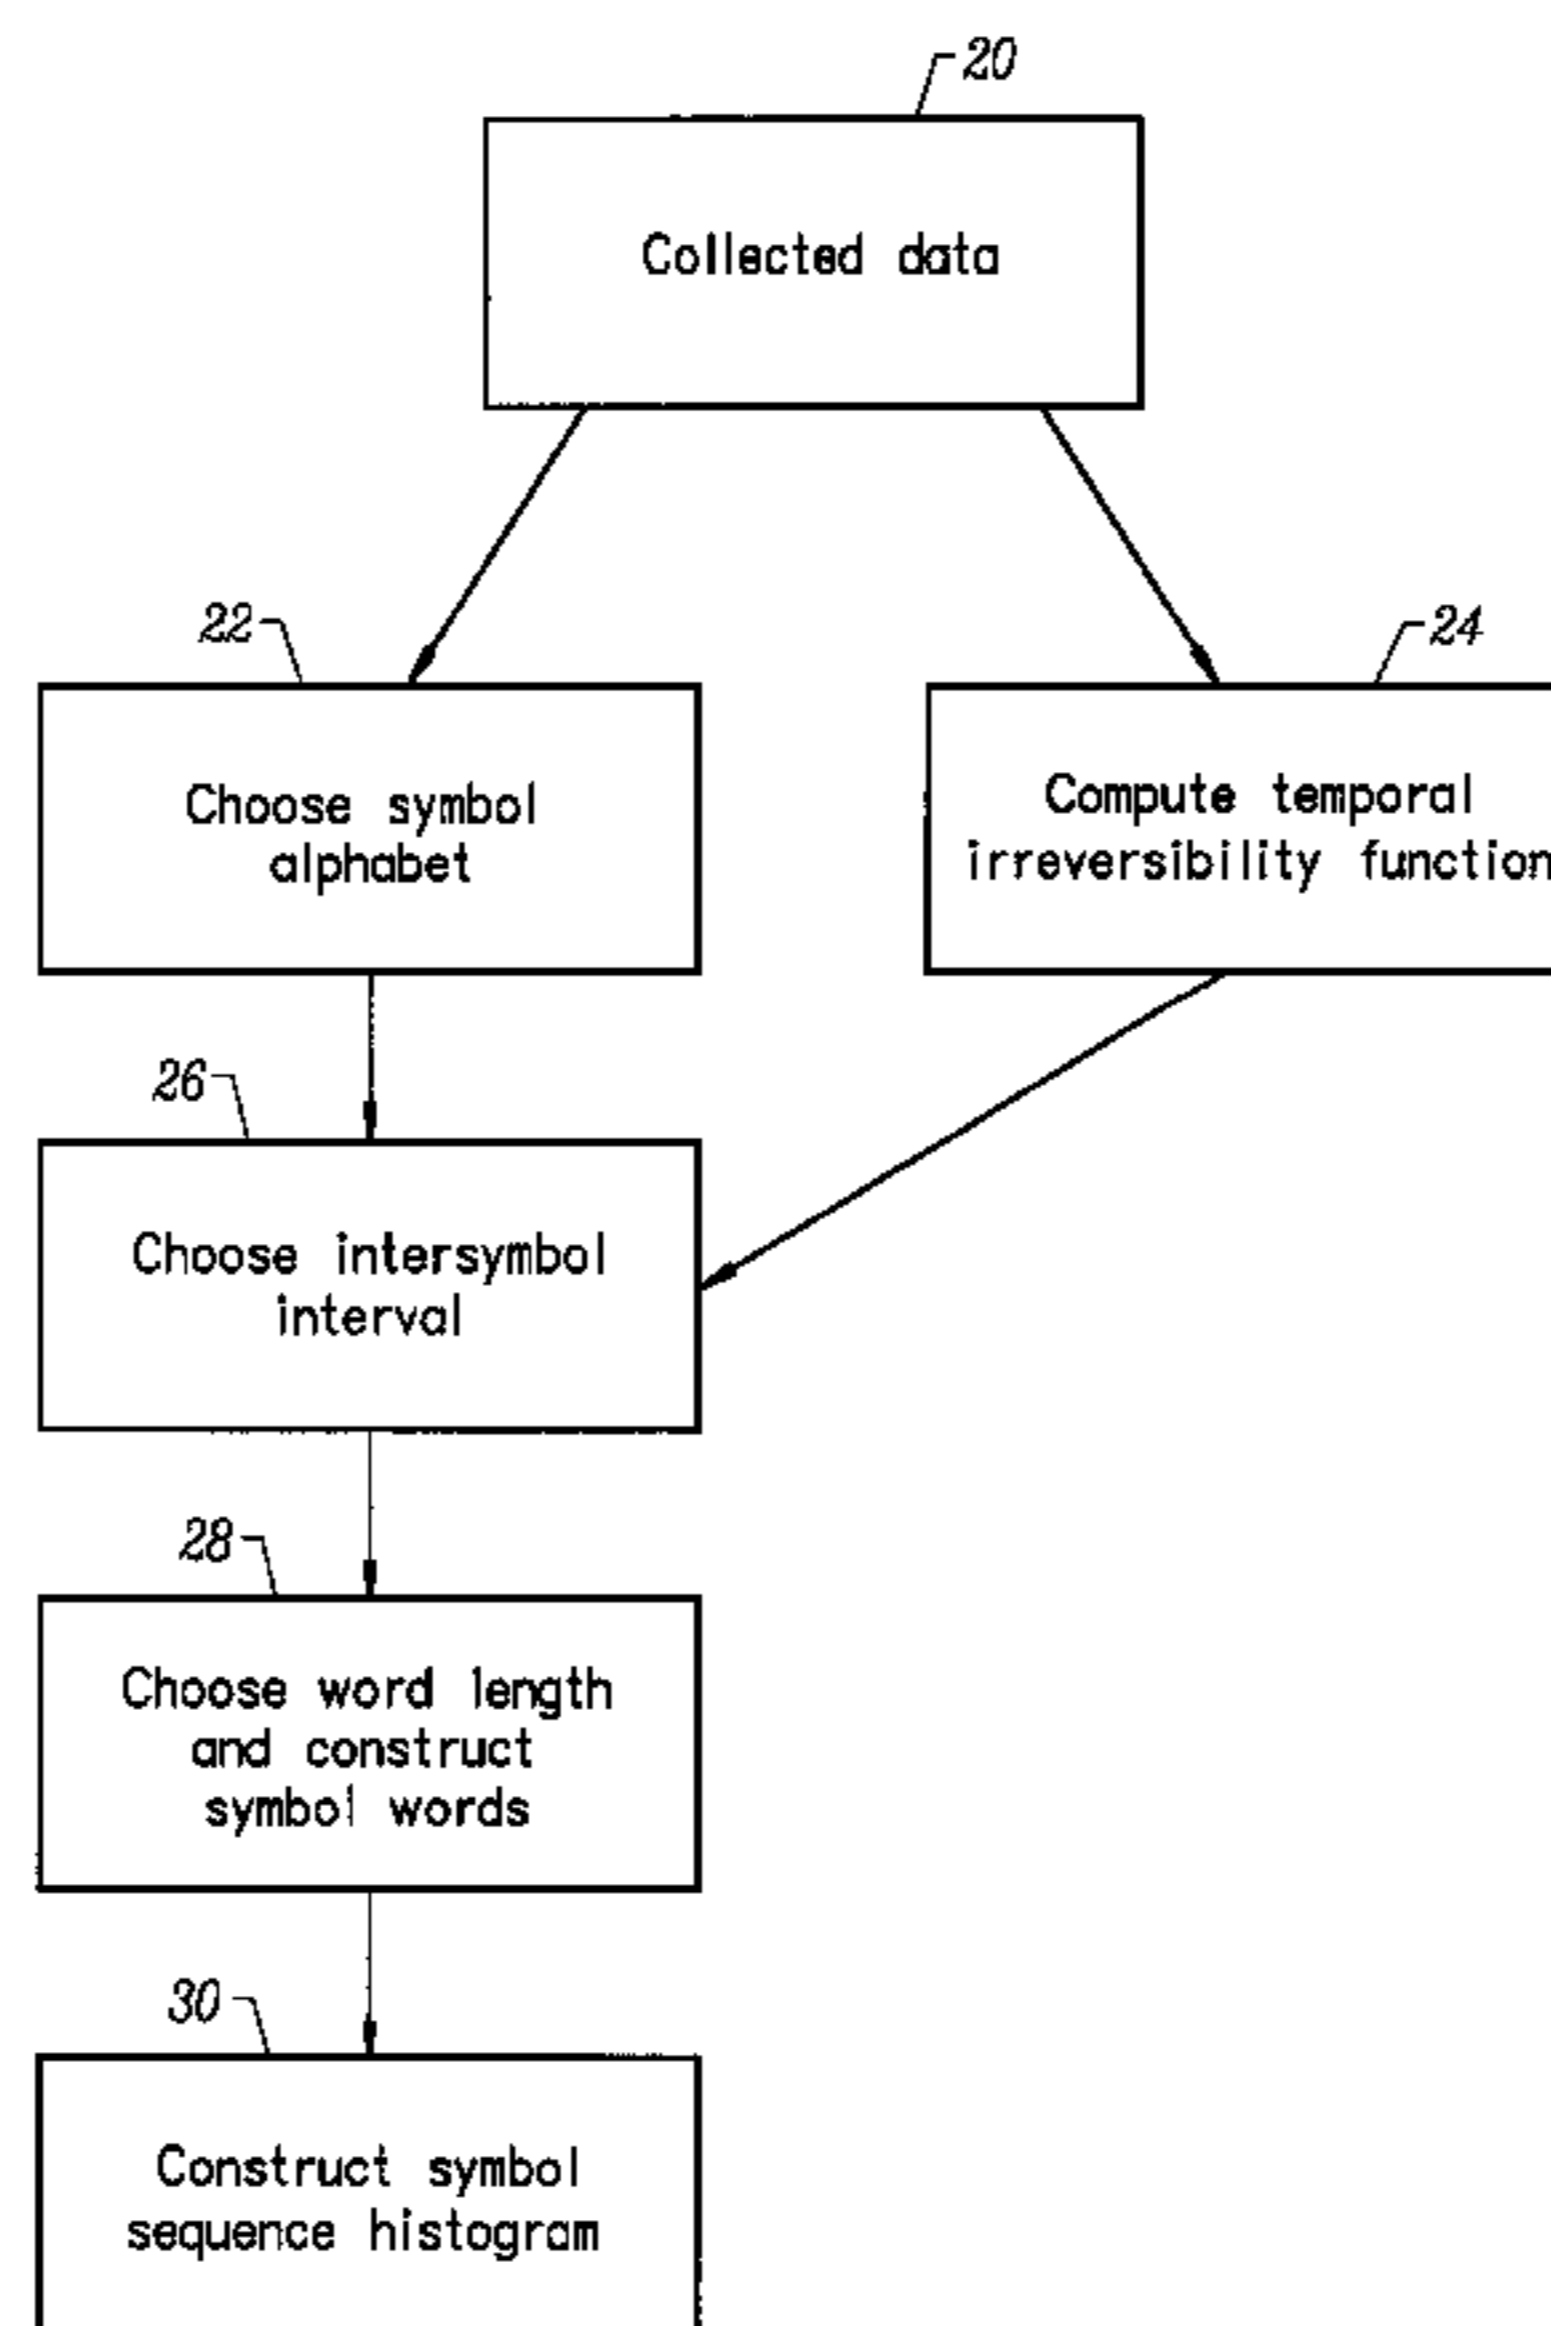 20
Collected data
22
24
Choose symbol
alphabet
Compute temporal
irreversibility function
26
Choose intersymbol
interval
28
Choose word length
and construct
symbol words
30
Construct symbol
sequence histogram